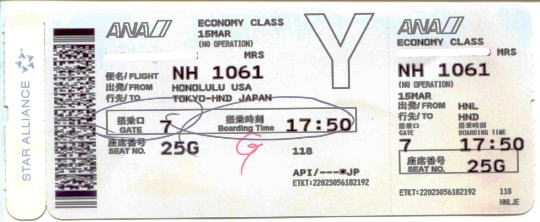 STAR ALLIANCE
ANA
ECONOMY CLASS
15MAR
(NO OPERATION)
Y
MRS
便名/FLIGHT NH 1061
出発/FROM HONOLULU USA
行先/TO TOKYO-HND JAPAN
搭乗口 搭乗時刻
GATE 7 Boarding Time 17:50
座席番号
SEAT NO. 25G
G
118
API/---*JP
ETKT:22023056182192
ANA
ECONOMY CLASS
MRS
NH 1061
(NO OPERATION)
15MAR
出発/FROM HNL
行先/TO HND
搭乗口 搭乗時刻
GATE BOARDING TIME
7 17:50
座席番号
SEAT NO. 25G
ETKT:22023056182192 118
HNLJE